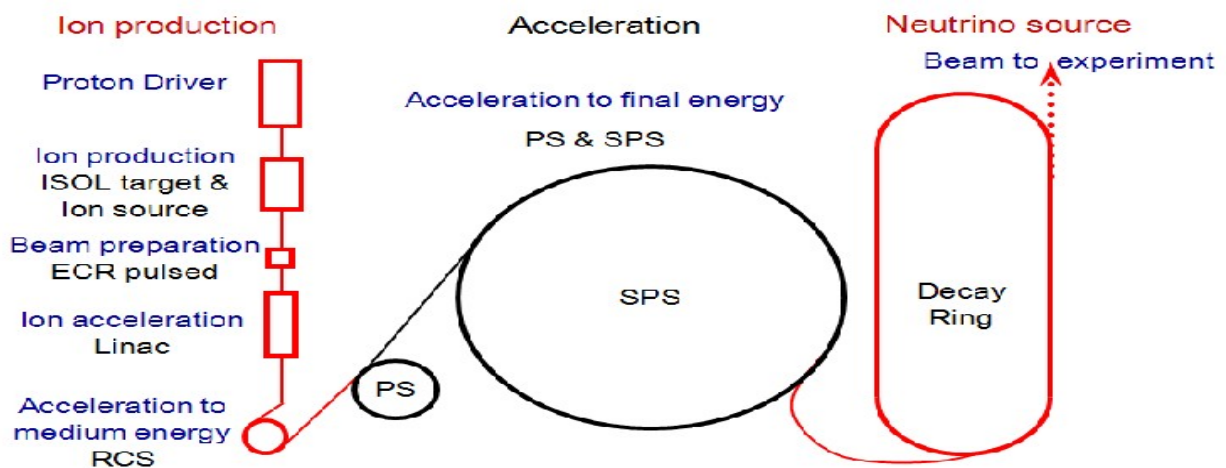 Ion production
Proton Driver
Ion production
ISOL target &
Ion source
Beam preparation
ECR pulsed
Ion acceleration
Linac
Acceleration to
medium energy
RCS
Acceleration
Acceleration to final energy
PS & SPS
PS
SPS
Neutrino source
Beam to experiment
Decay
Ring